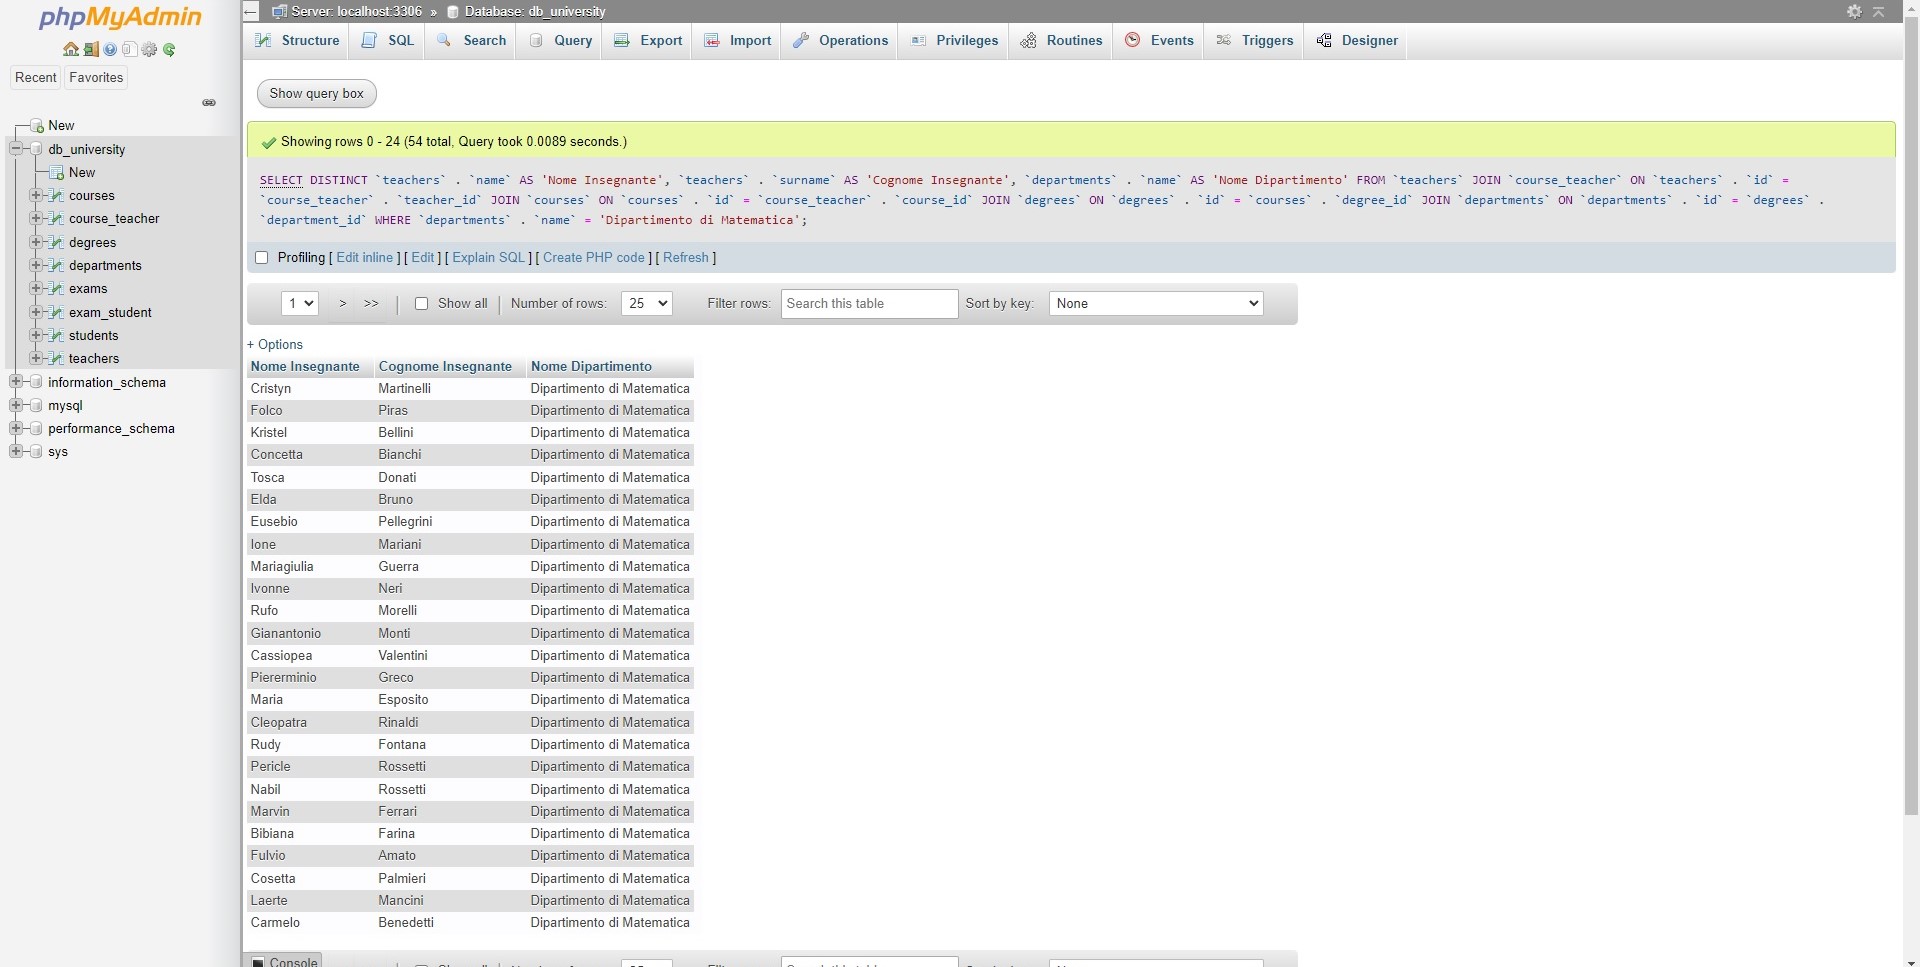 phpMyAdmin
Recent Favorites
New
db_university
New
courses
course_teacher
degrees
departments
exams
exam_student
students
teachers
information_schema
mysql
performance_schema
sys
Server: localhost:3306 » Database: db_university
Structure SQL Search Query Export Import Operations Privileges Routines Events Triggers Designer
Show query box
Showing rows 0 - 24 (54 total, Query took 0.0089 seconds.)
SELECT DISTINCT `teachers` . `name` AS 'Nome Insegnante', `teachers` . `surname` AS 'Cognome Insegnante', `departments` . `name` AS 'Nome Dipartimento' FROM `teachers` JOIN `course_teacher` ON `teachers` . `id` =
`course_teacher` . `teacher_id` JOIN `courses` ON `courses` . `id` = `course_teacher` . `course_id` JOIN `degrees` ON `degrees` . `id` = `courses` . `degree_id` JOIN `departments` ON `departments` . `id` = `degrees` .
`department_id` WHERE `departments` . `name` = 'Dipartimento di Matematica';
Profiling [ Edit inline ] [ Edit ] [ Explain SQL ] [ Create PHP code ] [ Refresh ]
1 > >> | Show all | Number of rows: 25 Filter rows: Search this table Sort by key: None
+ Options
Nome Insegnante Cognome Insegnante Nome Dipartimento
Cristyn Martinelli Dipartimento di Matematica
Folco Piras Dipartimento di Matematica
Kristel Bellini Dipartimento di Matematica
Concetta Bianchi Dipartimento di Matematica
Tosca Donati Dipartimento di Matematica
Elda Bruno Dipartimento di Matematica
Eusebio Pellegrini Dipartimento di Matematica
Ione Mariani Dipartimento di Matematica
Mariagiulia Guerra Dipartimento di Matematica
Ivonne Neri Dipartimento di Matematica
Rufo Morelli Dipartimento di Matematica
Gianantonio Monti Dipartimento di Matematica
Cassiopea Valentini Dipartimento di Matematica
Piererminio Greco Dipartimento di Matematica
Maria Esposito Dipartimento di Matematica
Cleopatra Rinaldi Dipartimento di Matematica
Rudy Fontana Dipartimento di Matematica
Pericle Rossetti Dipartimento di Matematica
Nabil Rossetti Dipartimento di Matematica
Marvin Ferrari Dipartimento di Matematica
Bibiana Farina Dipartimento di Matematica
Fulvio Amato Dipartimento di Matematica
Cosetta Palmieri Dipartimento di Matematica
Laerte Mancini Dipartimento di Matematica
Carmelo Benedetti Dipartimento di Matematica
Console